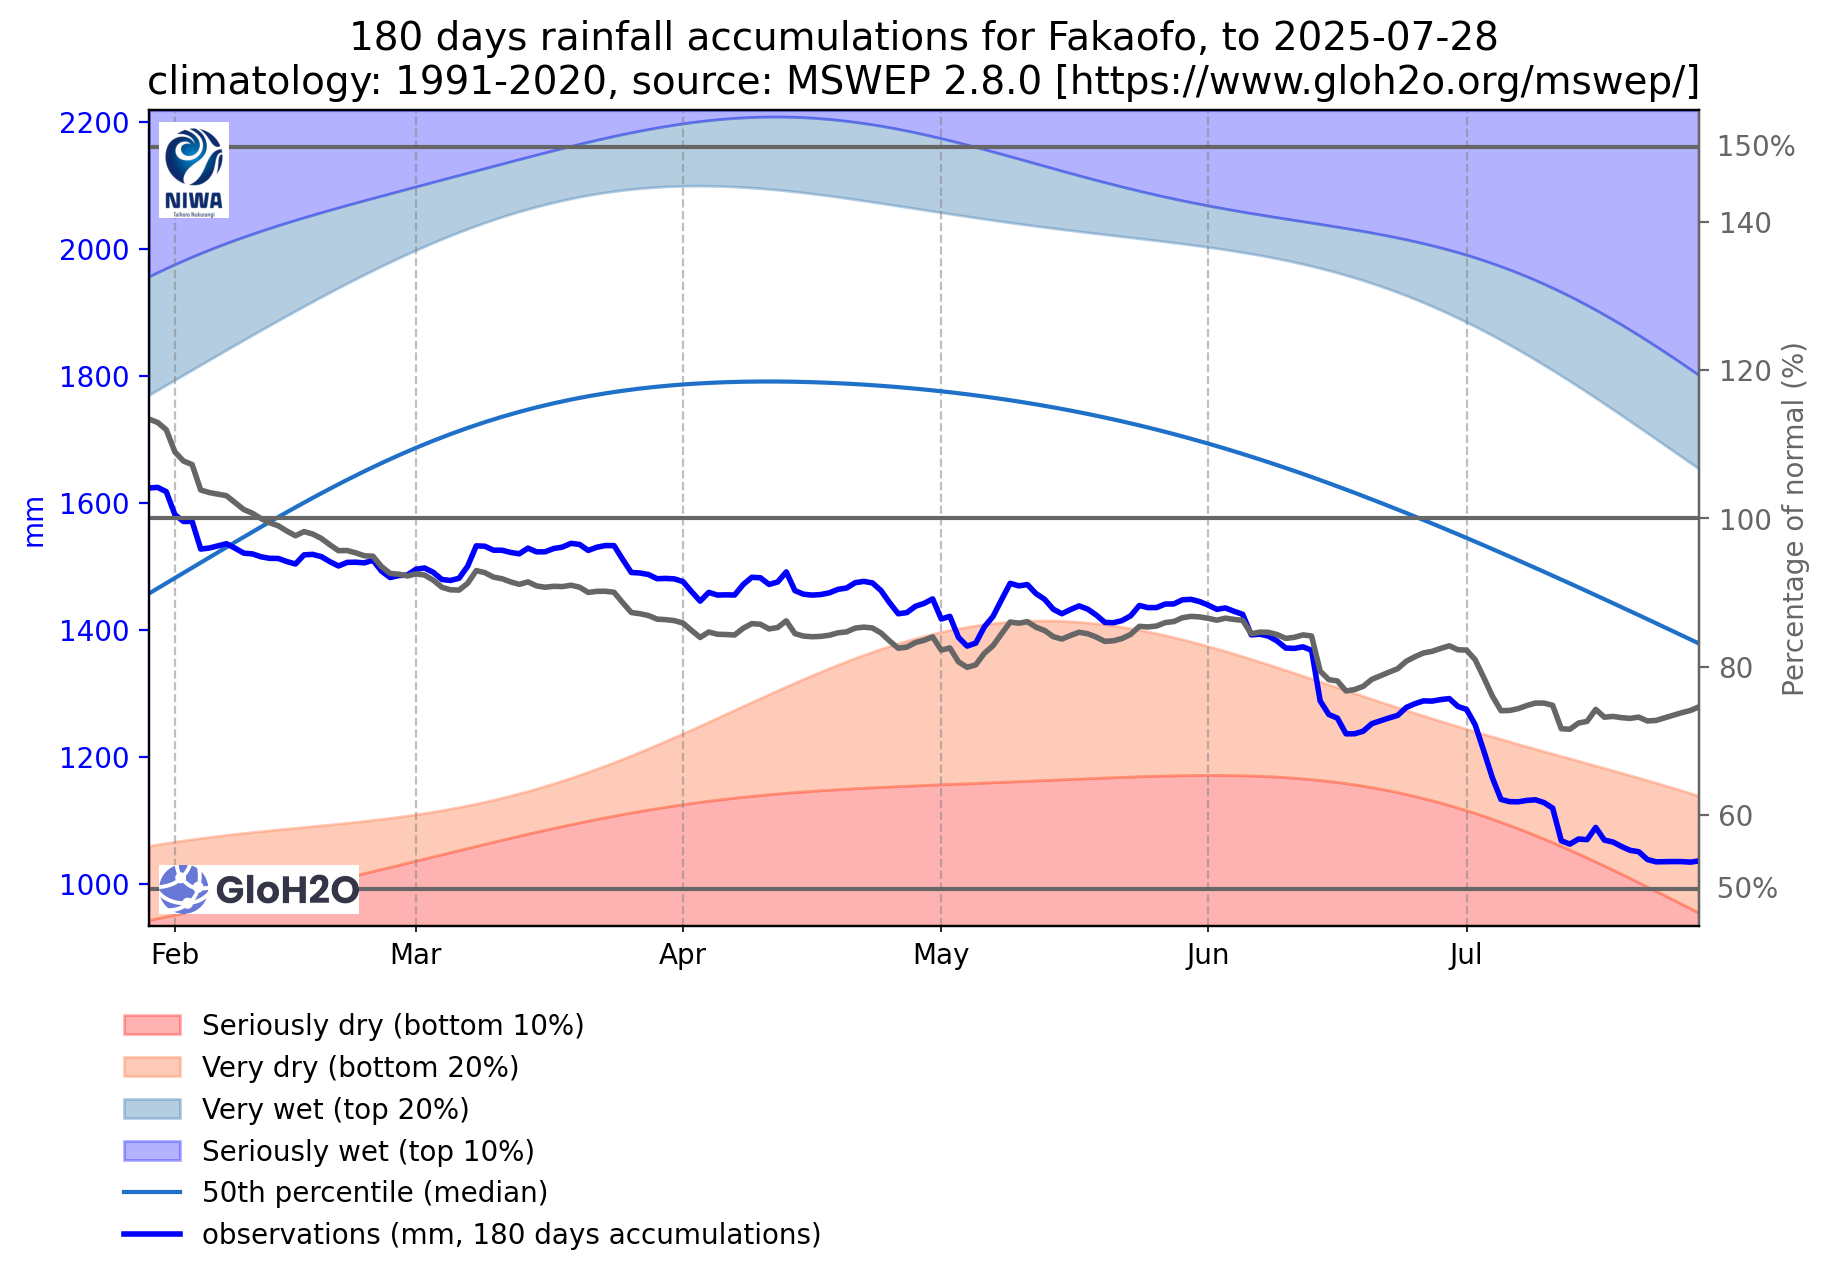 180 days rainfall accumulations for Fakaofo, to 2025-07-28
climatology: 1991-2020, source: MSWEP 2.8.0 [https://www.gloh2o.org/mswep/]
2200
2000
1800
1600
1400
1200
1000
mm
NIWA
Taihoro Nukurangi
GloH2O
150%
140
120
100
80
60
50%
Percentage of normal (%)
Feb
Mar
Apr
May
Jun
Jul
Seriously dry (bottom 10%)
Very dry (bottom 20%)
Very wet (top 20%)
Seriously wet (top 10%)
50th percentile (median)
observations (mm, 180 days accumulations)